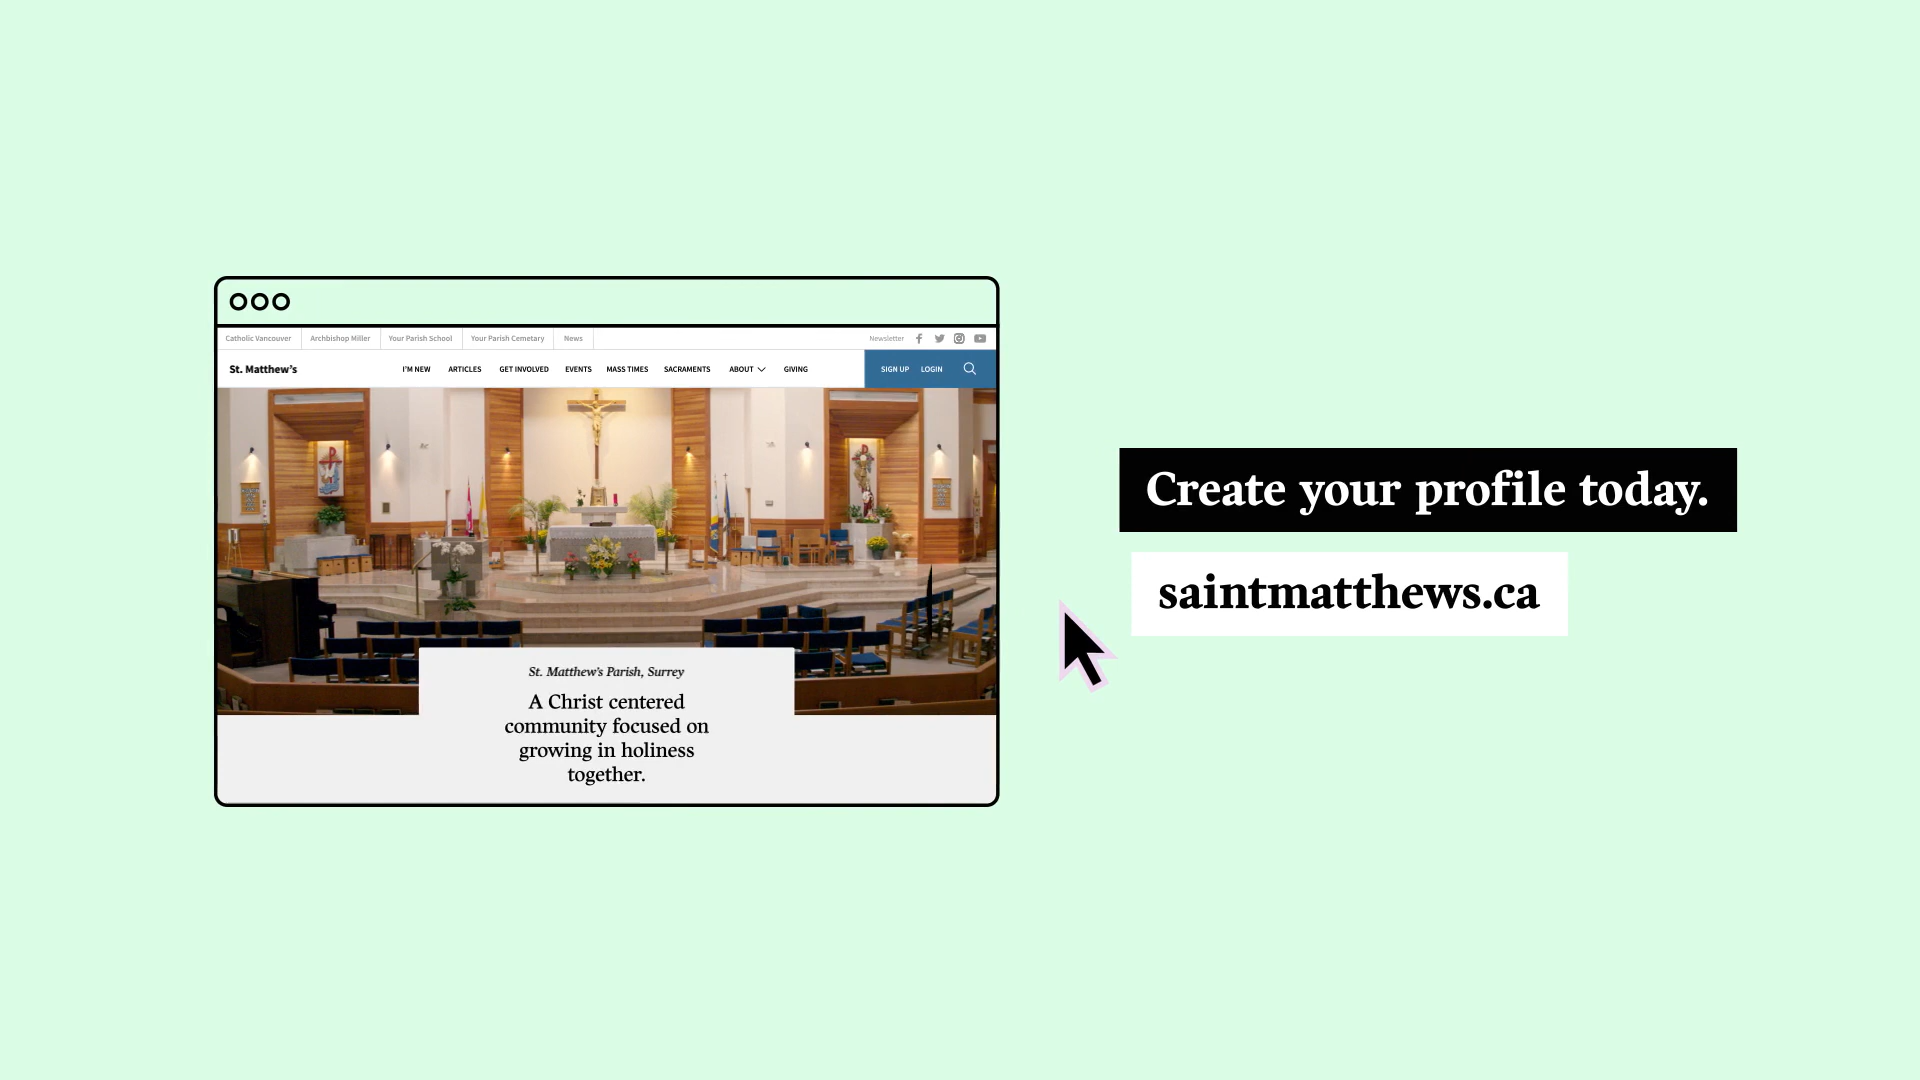 Catholic Vancouver Archbishop Miller Your Parish School Your Parish Cemetary News Newsletter
St. Matthew's I'M NEW ARTICLES GET INVOLVED EVENTS MASS TIMES SACRAMENTS ABOUT GIVING SIGN UP LOGIN
St. Matthew's Parish, Surrey
A Christ centered
community focused on
growing in holiness
together.
Create your profile today.
saintmatthews.ca